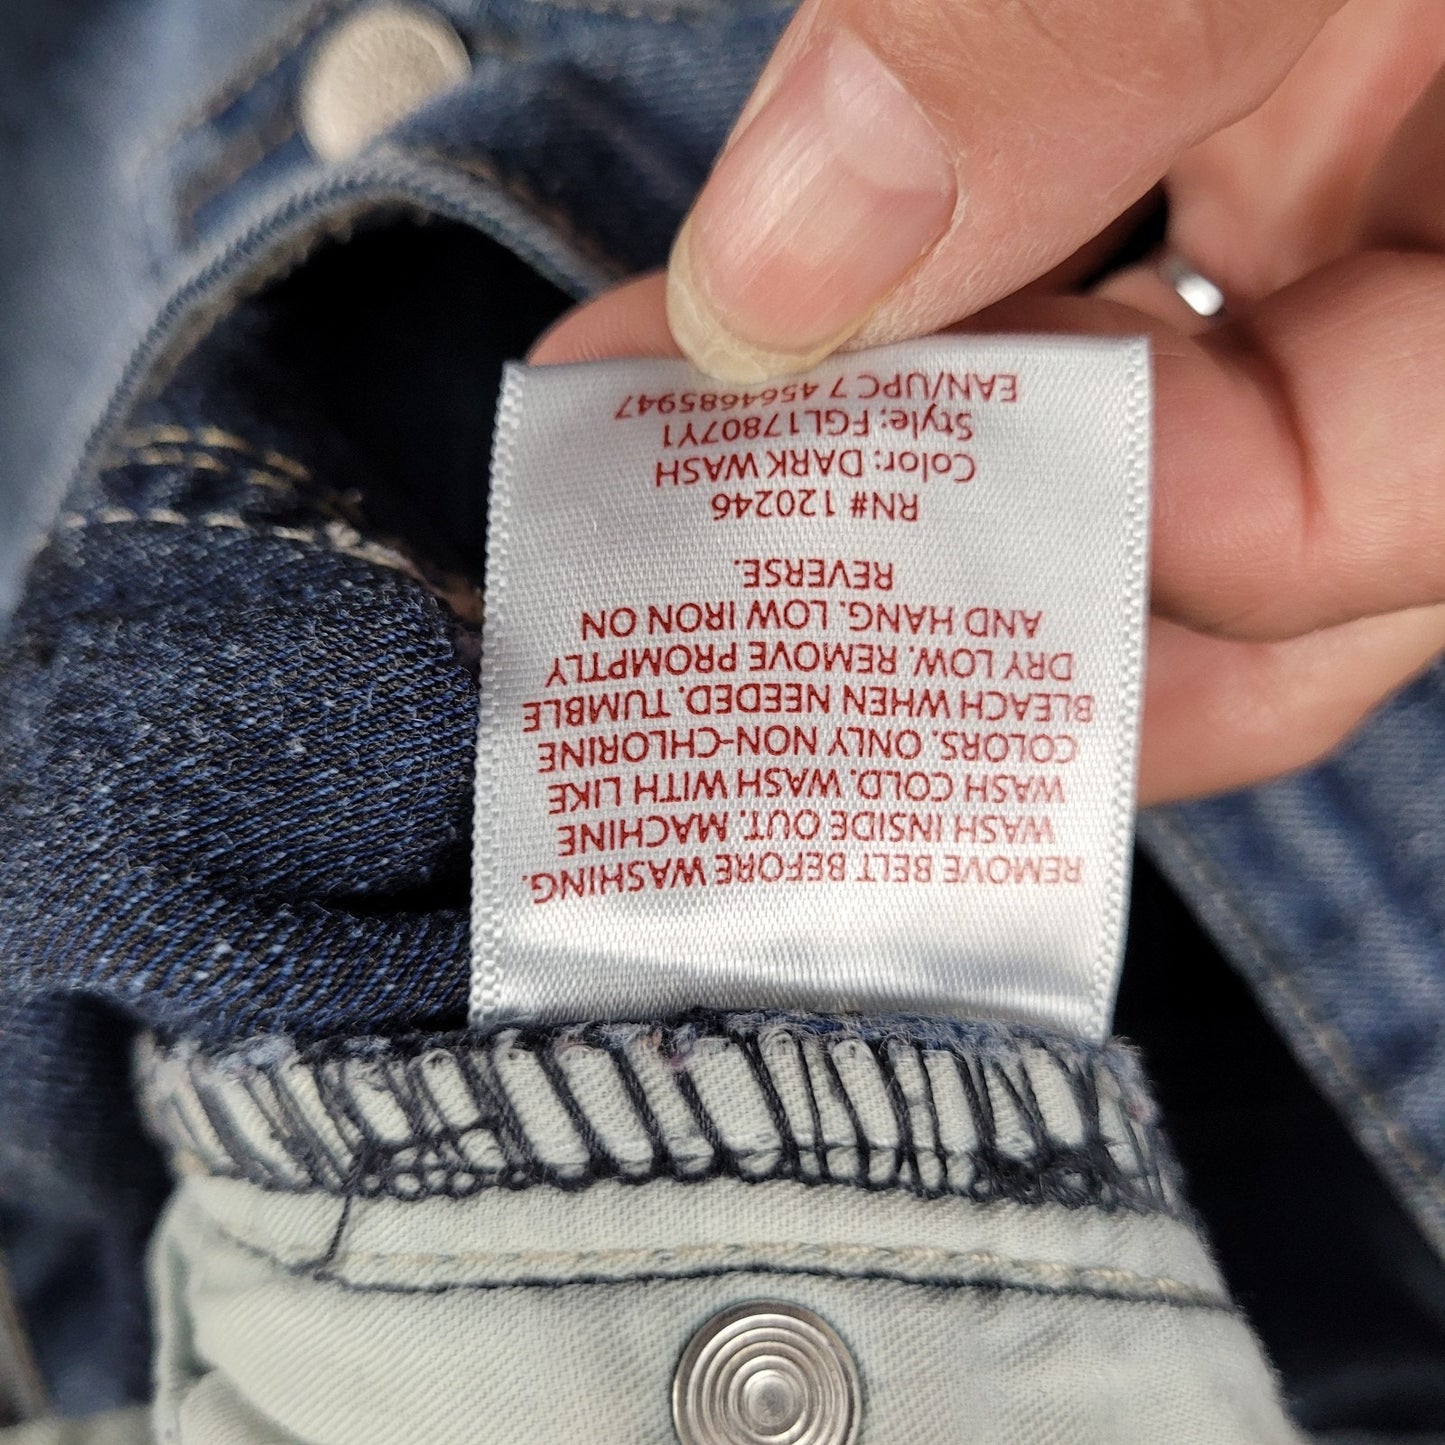 REMOVE BELT BEFORE WASHING.
WASH INSIDE OUT. MACHINE
WASH COLD. WASH WITH LIKE
COLORS. ONLY NON-CHLORINE
BLEACH WHEN NEEDED. TUMBLE
DRY LOW. REMOVE PROMPTLY
AND HANG. LOW IRON ON
REVERSE.
RN# 120246
Color: DARK WASH
Style: FGL17807Y1
EAN/UPC 7 4564685947